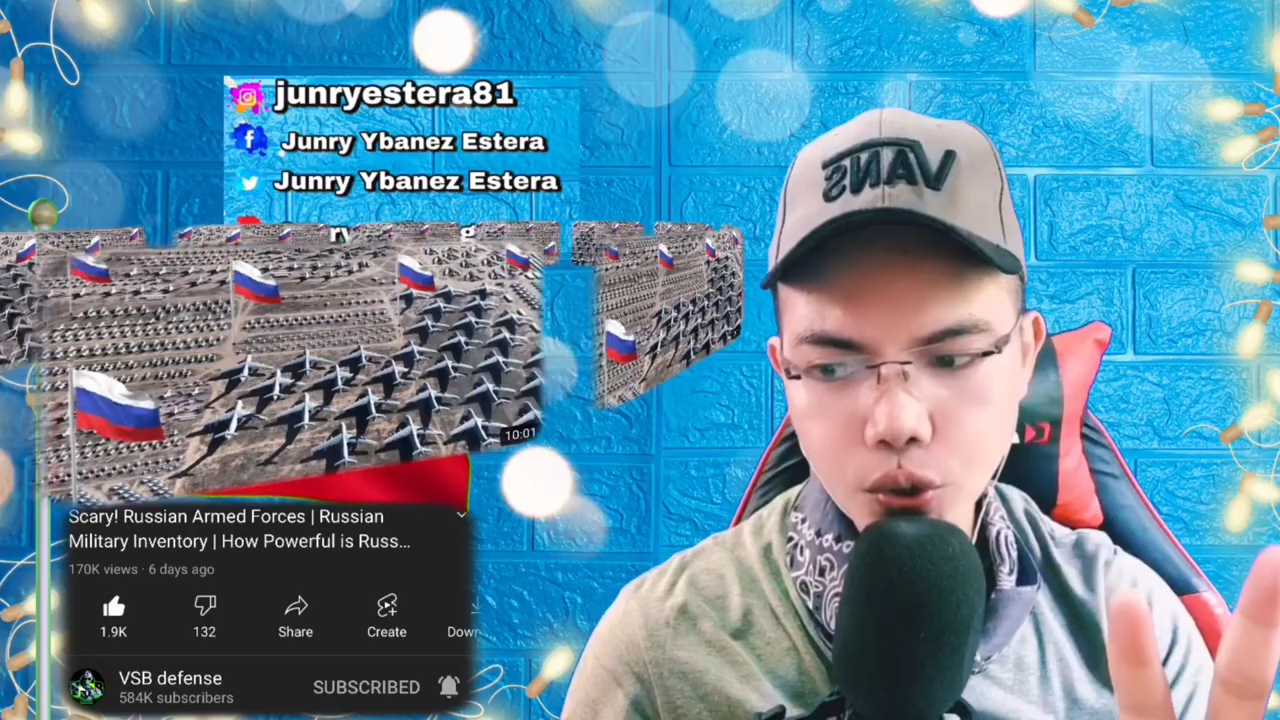 junryestera81
Junry Ybanez Estera
Junry Ybanez Estera
VANS
10:01
Scary! Russian Armed Forces | Russian
Military Inventory | How Powerful is Russ...
170K views · 6 days ago
1.9K
132
Share
Create
Down
VSB defense
584K subscribers
SUBSCRIBED